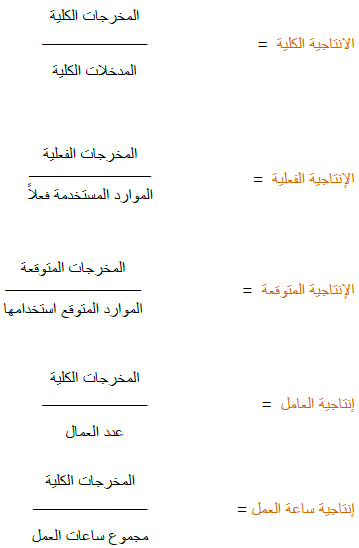 المخرجات الكلية
الانتاجية الكلية =
المدخلات الكلية
المخرجات الفعلية
الإنتاجية الفعلية =
الموارد المستخدمة فعلاً
المخرجات المتوقعة
الإنتاجية المتوقعة =
الموارد المتوقع استخدامها
المخرجات الكلية
إنتاجية العامل =
عدد العمال
المخرجات الكلية
إنتاجية ساعة العمل =
مجموع ساعات العمل